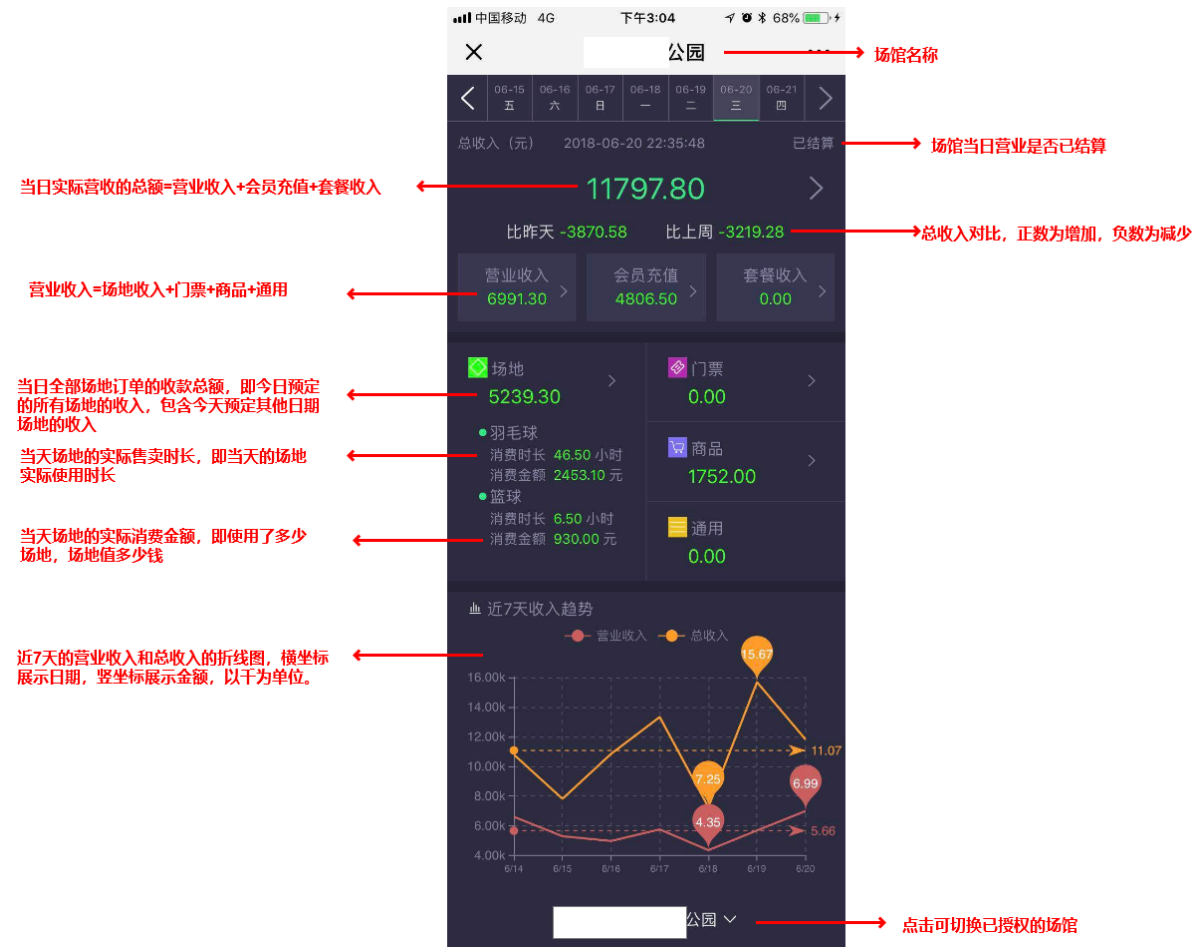 中国移动 4G 下午3:04 68%
公园
场馆名称
06-15 06-16 06-17 06-18 06-19 06-20 06-21
五 六 日 一 二 三 四
总收入（元） 2018-06-20 22:35:48 已结算
场馆当日营业是否已结算
当日实际营收的总额=营业收入+会员充值+套餐收入
11797.80
比昨天 -3870.58 比上周 -3219.28
总收入对比，正数为增加，负数为减少
营业收入=场地收入+门票+商品+通用
营业收入 会员充值 套餐收入
6991.30 4806.50 0.00
当日全部场地订单的收款总额，即今日预定
的所有场地的收入，包含今天预定其他日期
场地的收入
场地
5239.30
门票
0.00
当天场地的实际售卖时长，即当天的场地
实际使用时长
羽毛球
消费时长 46.50 小时
消费金额 2453.10 元
商品
1752.00
当天场地的实际消费金额，即使用了多少
场地，场地值多少钱
篮球
消费时长 6.50 小时
消费金额 930.00 元
通用
0.00
近7天收入趋势
营业收入 总收入
近7天的营业收入和总收入的折线图，横坐标
展示日期，竖坐标展示金额，以千为单位。
15.67
16.00k
14.00k
12.00k
11.07
10.00k
7.25
6.99
8.00k
4.35
6.00k
5.66
4.00k
6/14 6/15 6/16 6/17 6/18 6/19 6/20
公园
点击可切换已授权的场馆